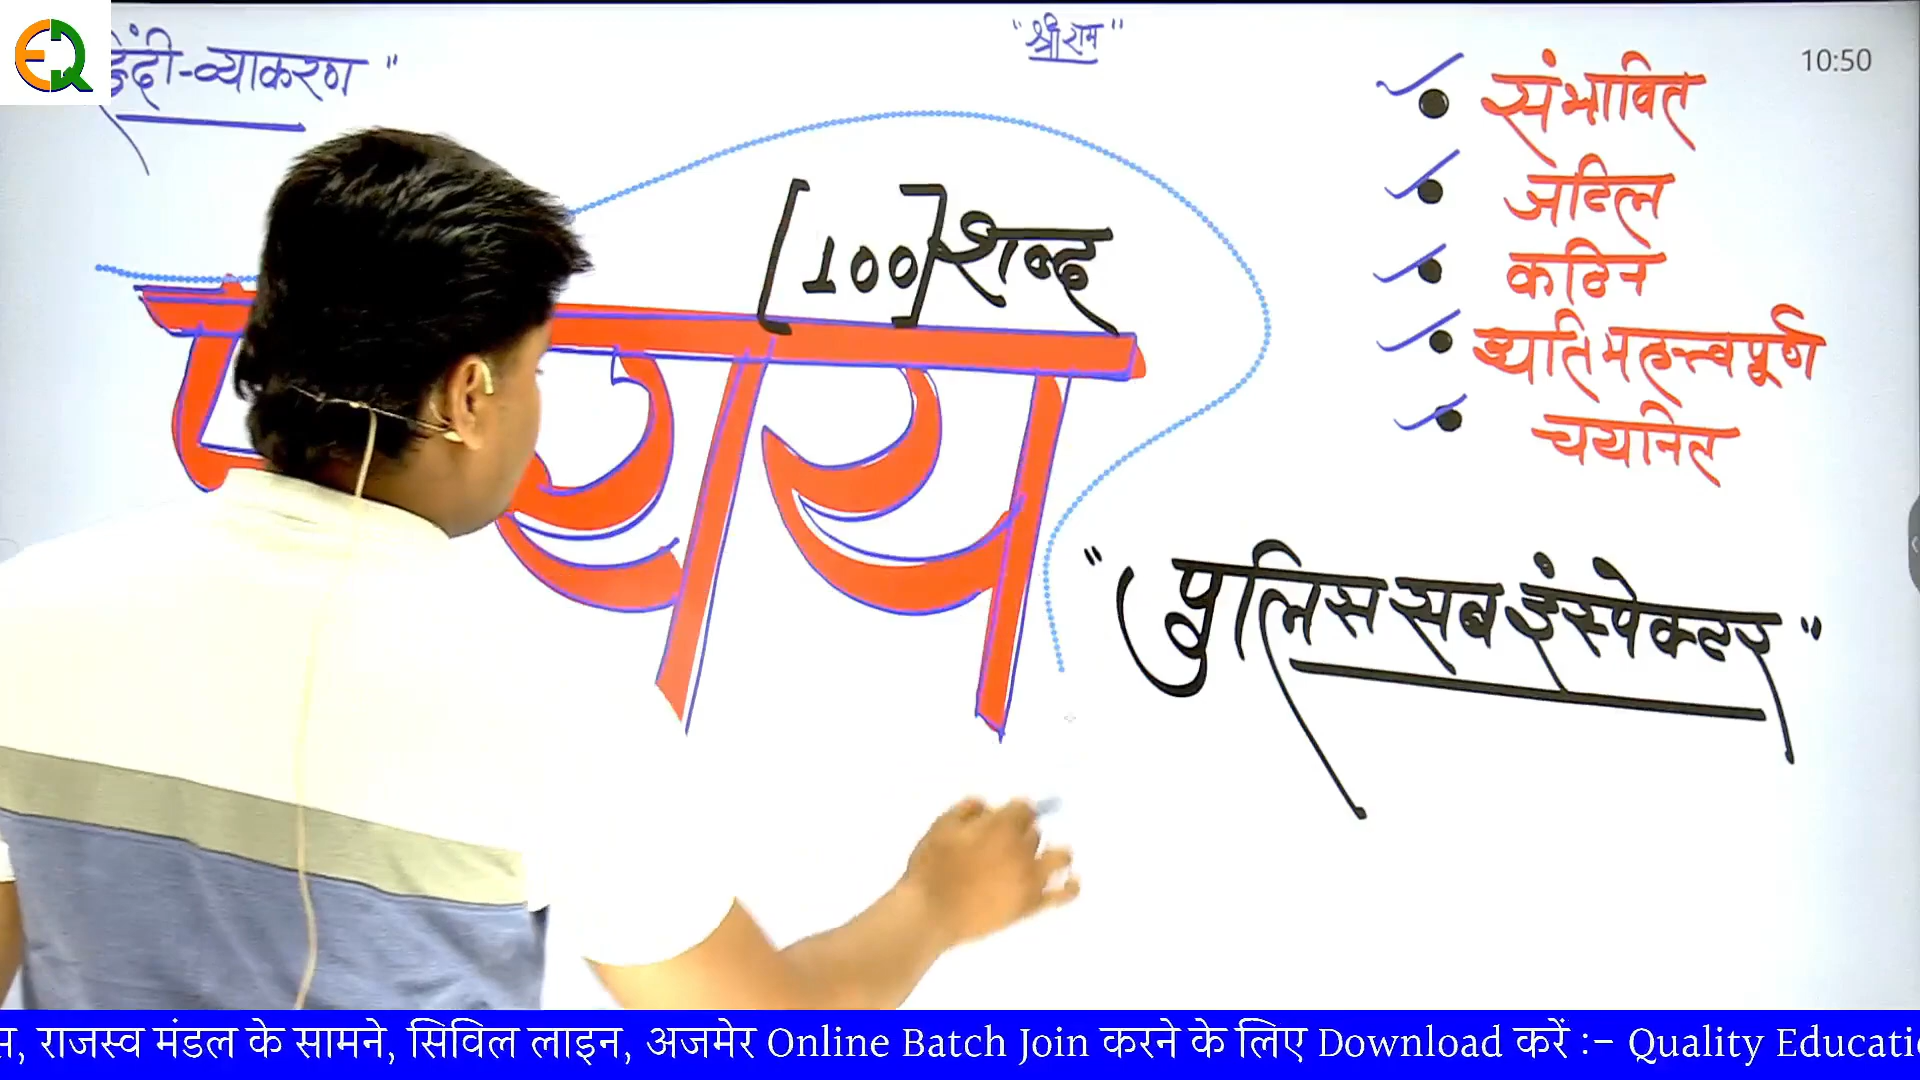 EQ
हिंदी-व्याकरण"
"श्री राम"
10:50
[100] शब्द
संभावित
जटिल
कठिन
अति महत्त्वपूर्ण
चयनित
"पुलिस सब इंस्पेक्टर"
राजस्व मंडल के सामने, सिविल लाइन, अजमेर Online Batch Join करने के लिए Download करें :- Quality Educati